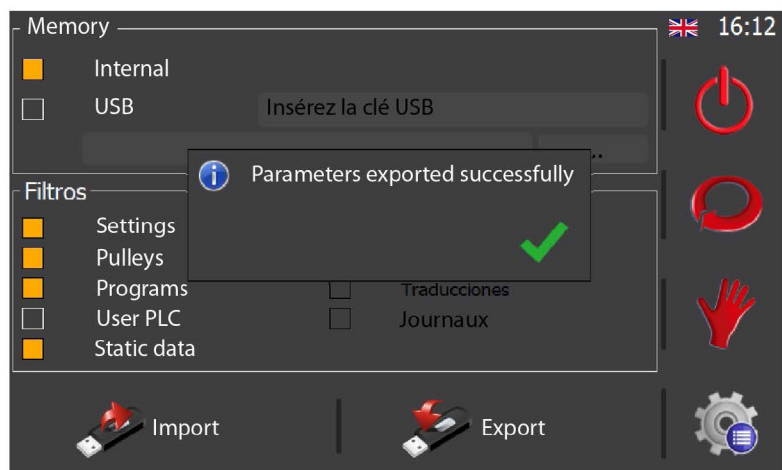 Memory
16:12
Internal
USB
Insérez la clé USB
..
Parameters exported successfully
Filtros
Settings
Pulleys
Programs
Traducciones
User PLC
Journaux
Static data
Import
Export